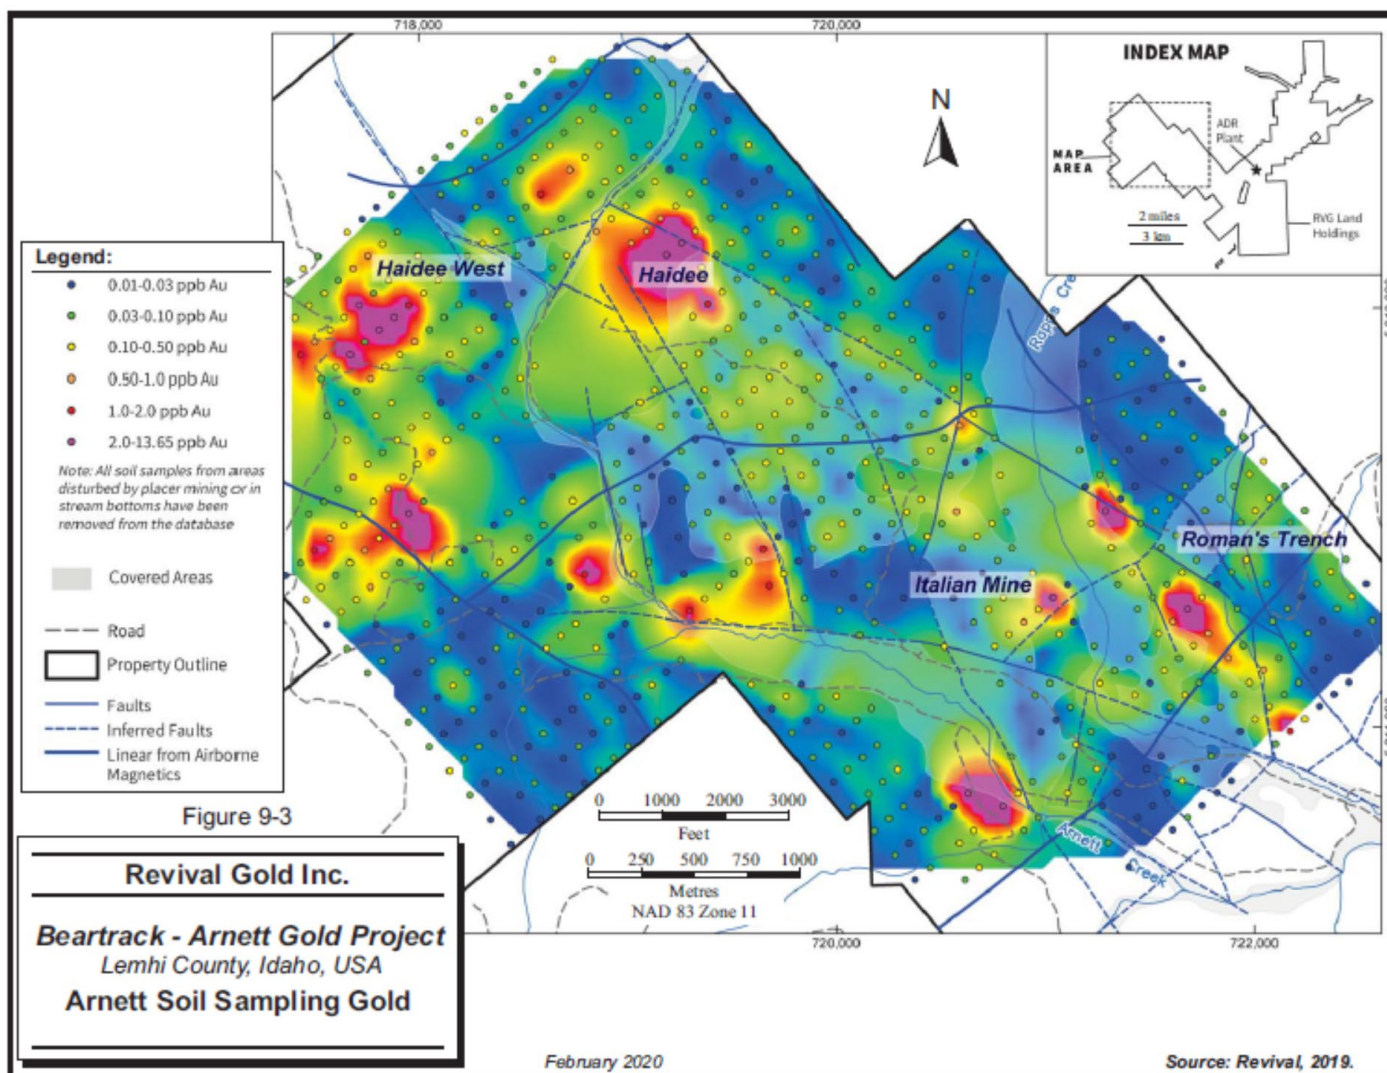 718,000
720,000
INDEX MAP
ADR
Plant
MAP
AREA
2 miles
3 km
RVG Land
Holdings
N
Legend:
0.01-0.03 ppb Au
0.03-0.10 ppb Au
0.10-0.50 ppb Au
0.50-1.0 ppb Au
1.0-2.0 ppb Au
2.0-13.65 ppb Au
Note: All soil samples from areas
disturbed by placer mining or in
stream bottoms have been
removed from the database
Covered Areas
Road
Property Outline
Faults
Inferred Faults
Linear from Airborne
Magnetics
Haidee West
Haidee
Roman's Trench
Italian Mine
Arnett
Creek
0 1000 2000 3000
Feet
0 250 500 750 1000
Metres
NAD 83 Zone 11
720,000
722,000
Figure 9-3
Revival Gold Inc.
Beartrack - Arnett Gold Project
Lemhi County, Idaho, USA
Arnett Soil Sampling Gold
February 2020
Source: Revival, 2019.